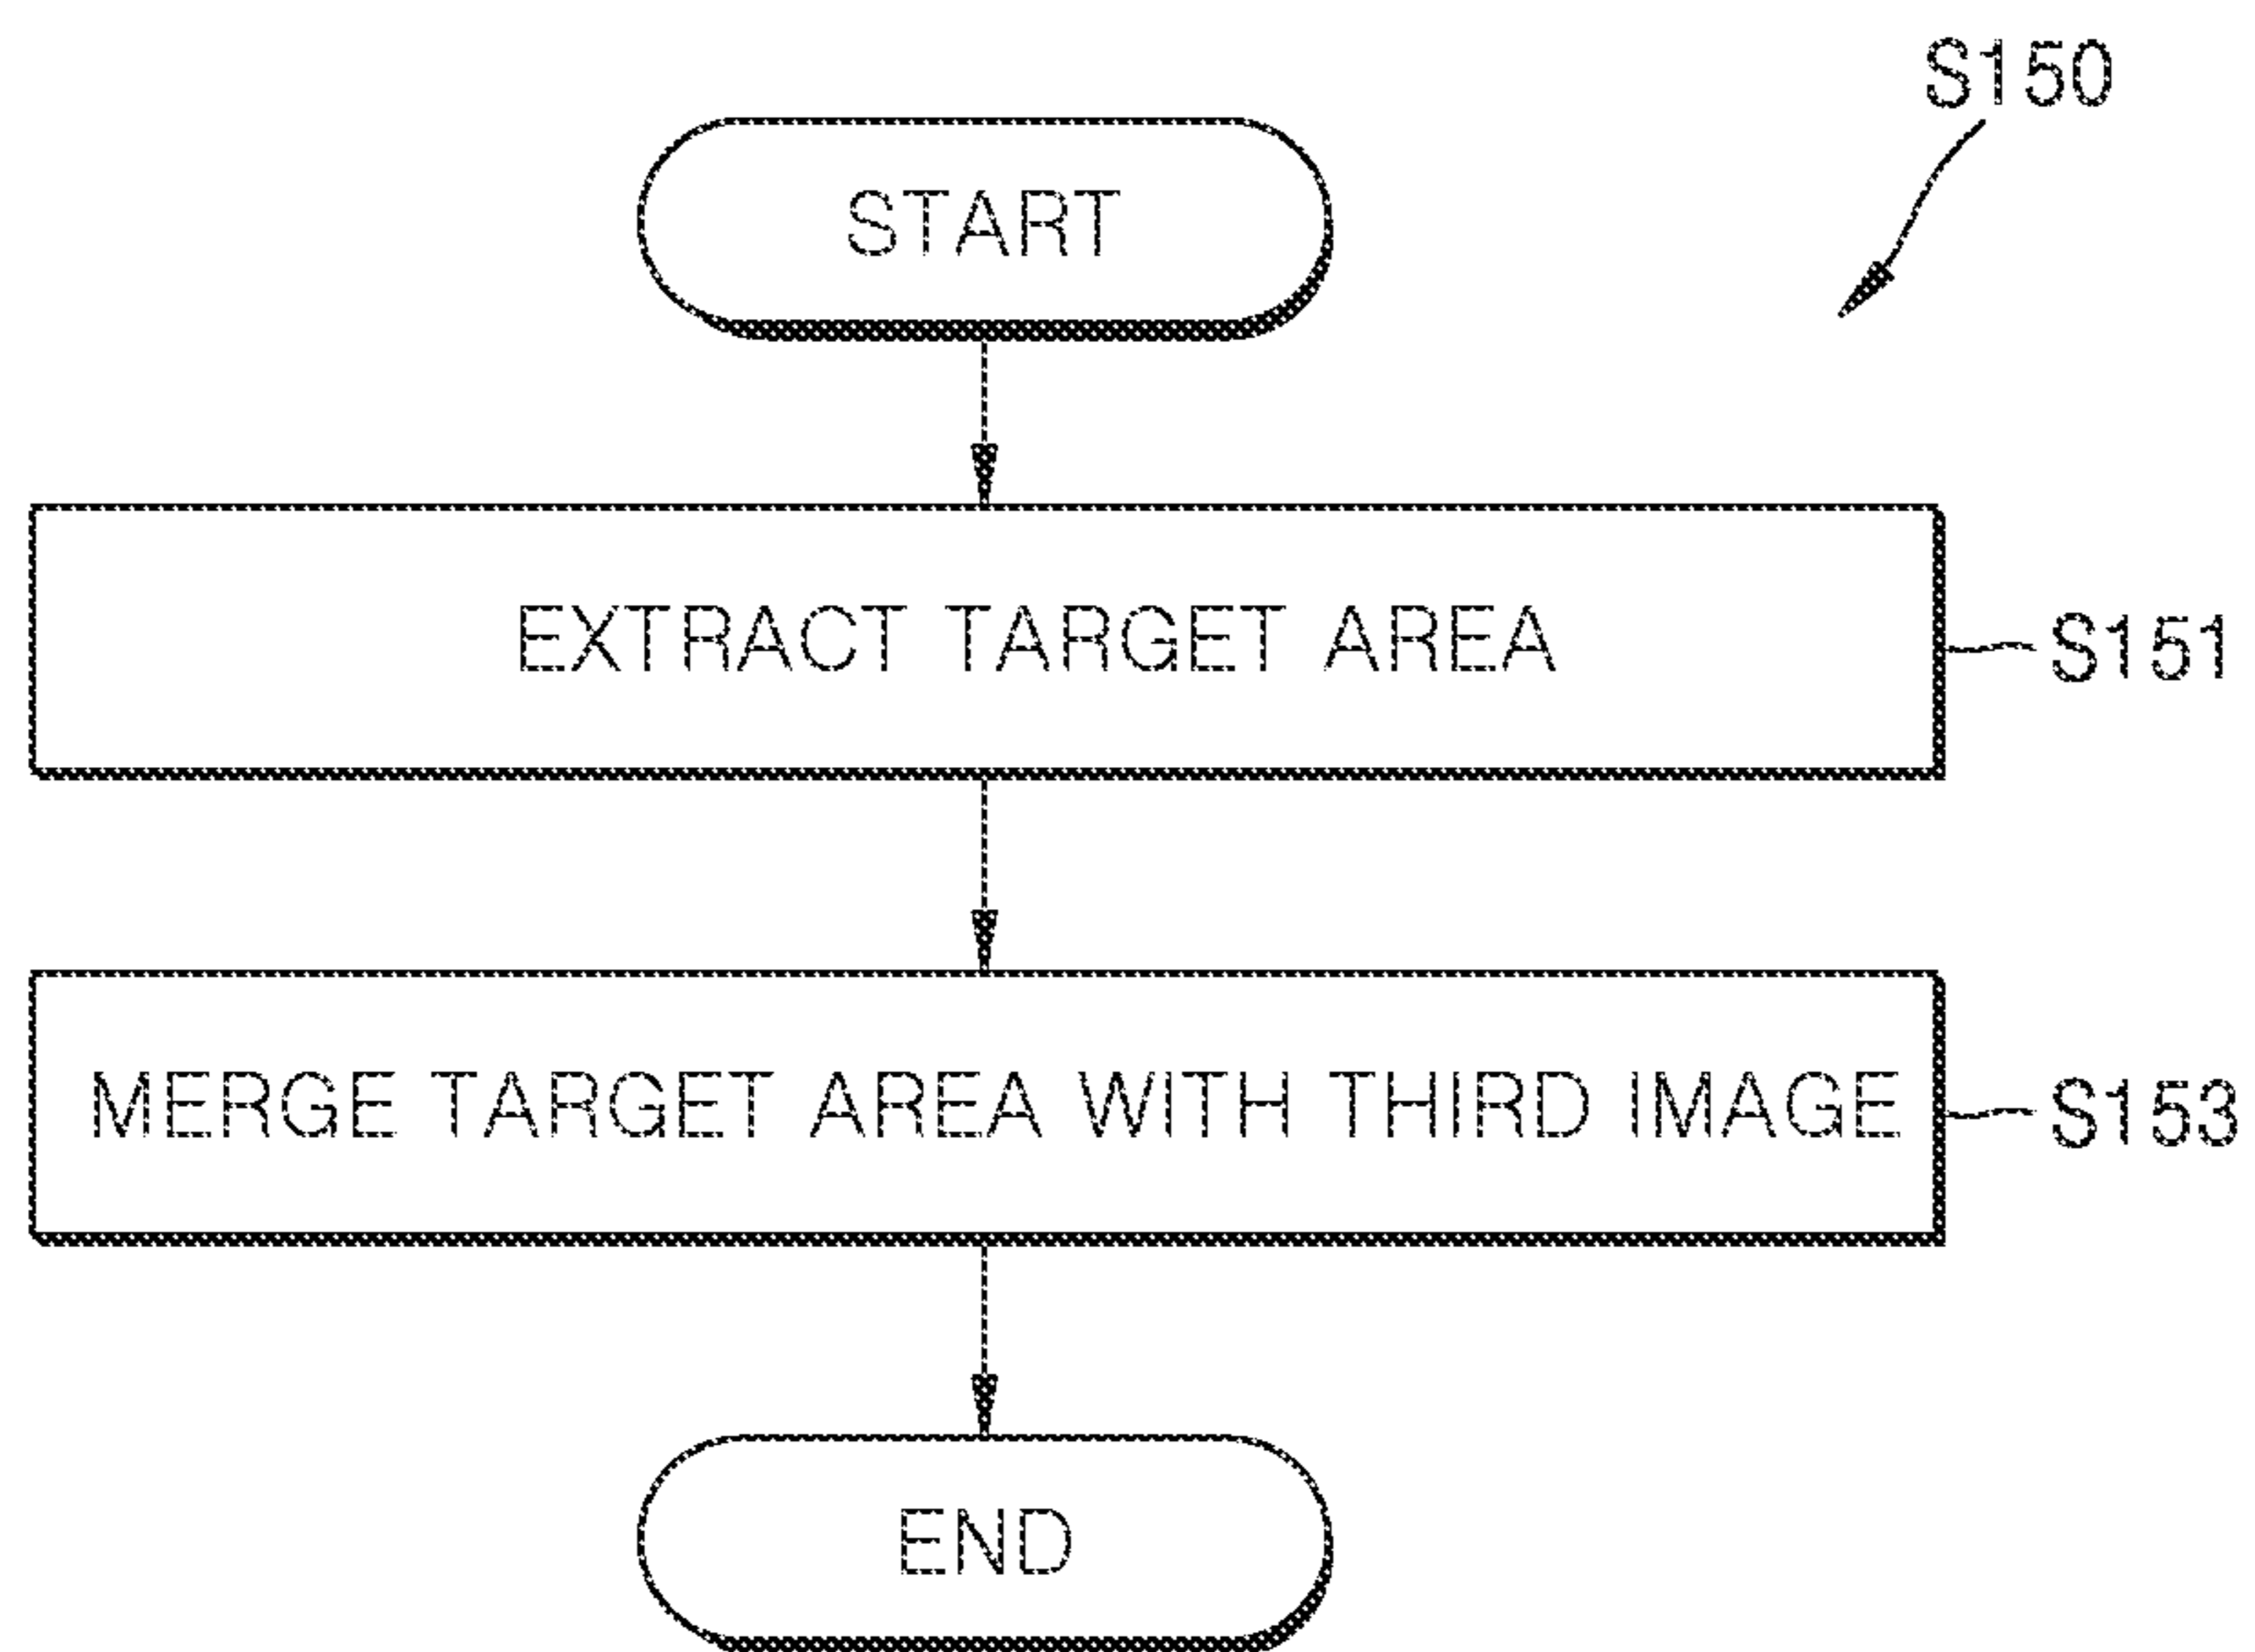 S150
START
EXTRACT TARGET AREA
S151
MERGE TARGET AREA WITH THIRD IMAGE
S153
END